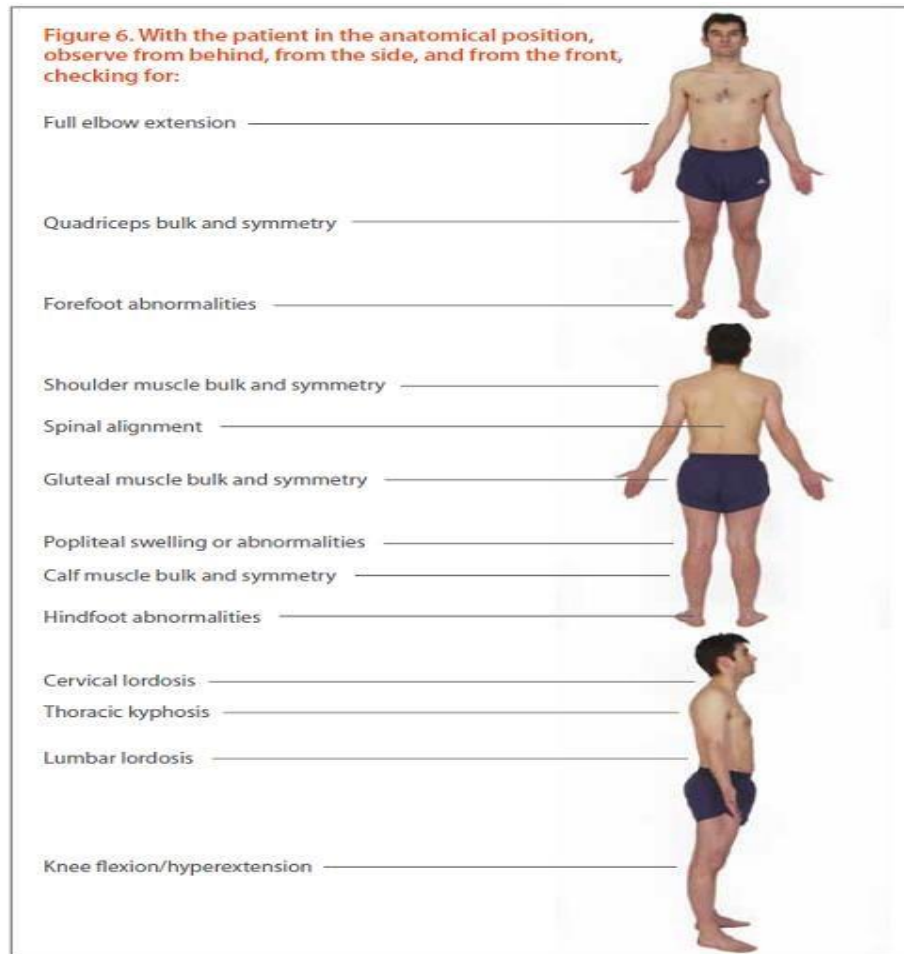 Figure 6. With the patient in the anatomical position,
observe from behind, from the side, and from the front,
checking for:
Full elbow extension
Quadriceps bulk and symmetry
Forefoot abnormalities
Shoulder muscle bulk and symmetry
Spinal alignment
Gluteal muscle bulk and symmetry
Popliteal swelling or abnormalities
Calf muscle bulk and symmetry
Hindfoot abnormalities
Cervical lordosis
Thoracic kyphosis
Lumbar lordosis
Knee flexion/hyperextension